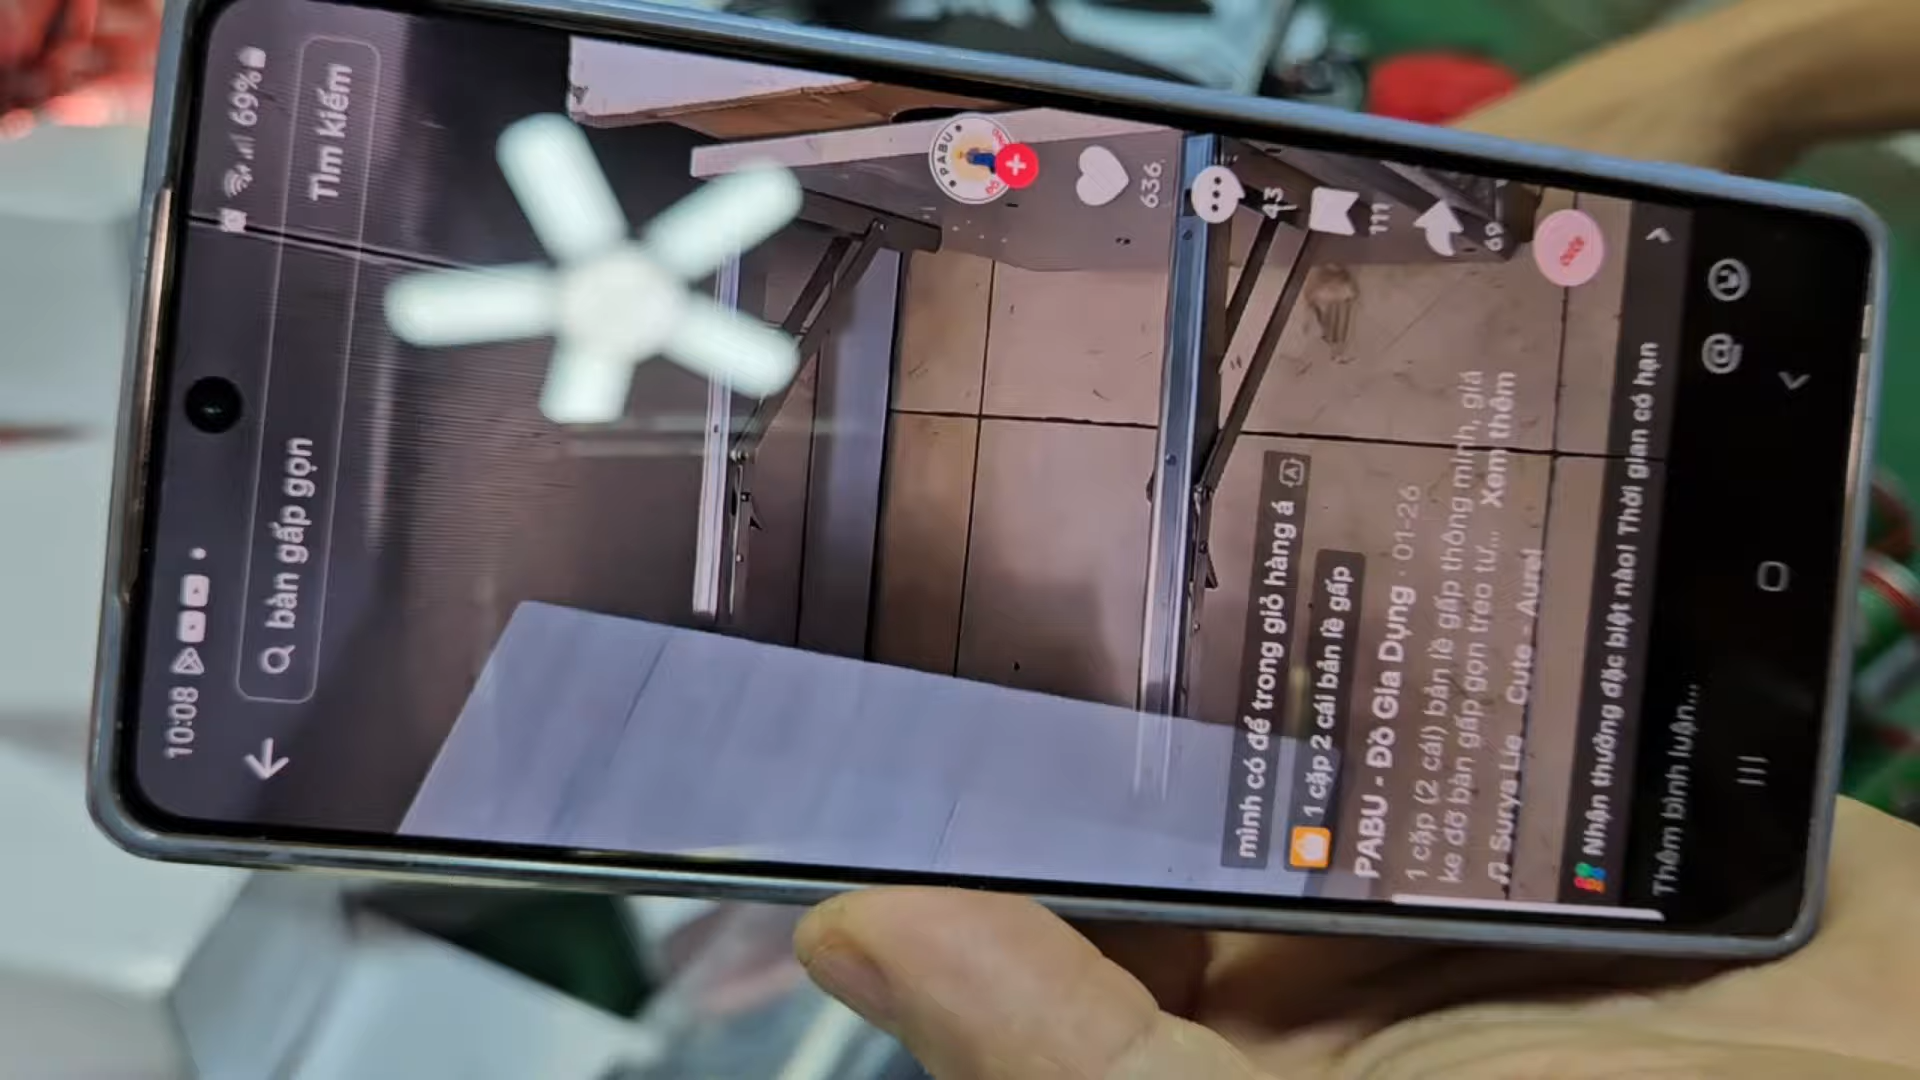 10:08
69%
bàn gấp gọn
Tìm kiếm
PABU
636
43
111
69
mình có để trong giỏ hàng á
1 cặp 2 cái bản lề gấp
PABU - Đồ Gia Dụng · 01-26
1 cặp (2 cái) bản lề gấp thông minh, giá
ke đỡ bàn gấp gọn treo tư... Xem thêm
Surya Lie Cute - Aurel
Nhận thưởng đặc biệt nào! Thời gian có hạn
Thêm bình luận...
@